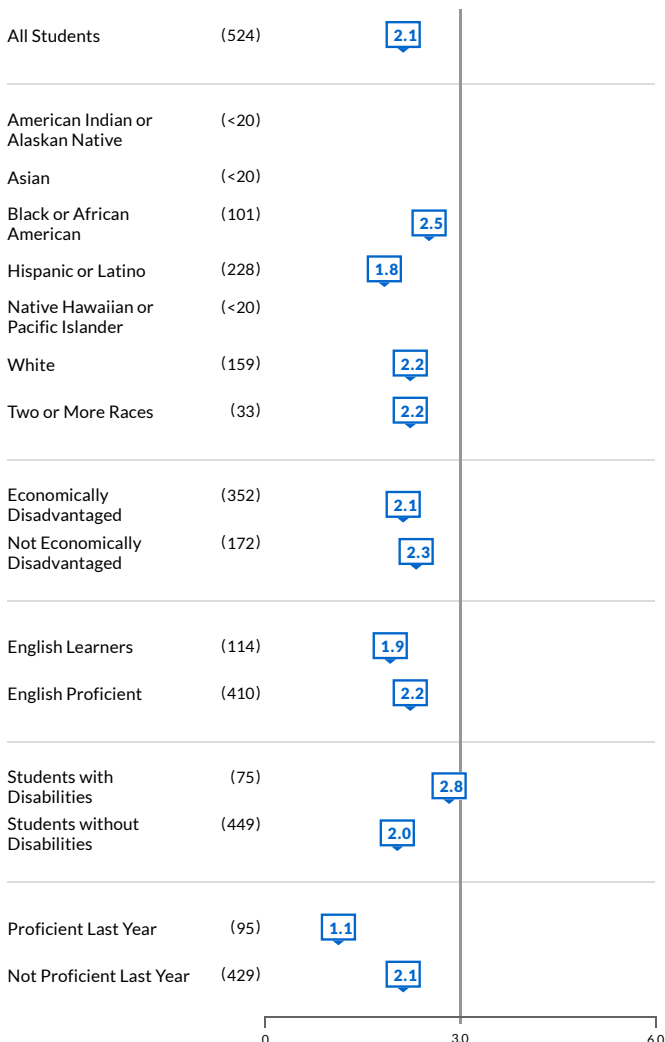 All Students (524) 2.1
American Indian or (<20)
Alaskan Native
Asian (<20)
Black or African (101) 2.5
American
Hispanic or Latino (228) 1.8
Native Hawaiian or (<20)
Pacific Islander
White (159) 2.2
Two or More Races (33) 2.2
Economically (352) 2.1
Disadvantaged
Not Economically (172) 2.3
Disadvantaged
English Learners (114) 1.9
English Proficient (410) 2.2
Students with (75) 2.8
Disabilities
Students without (449) 2.0
Disabilities
Proficient Last Year (95) 1.1
Not Proficient Last Year (429) 2.1
0 3.0 6.0